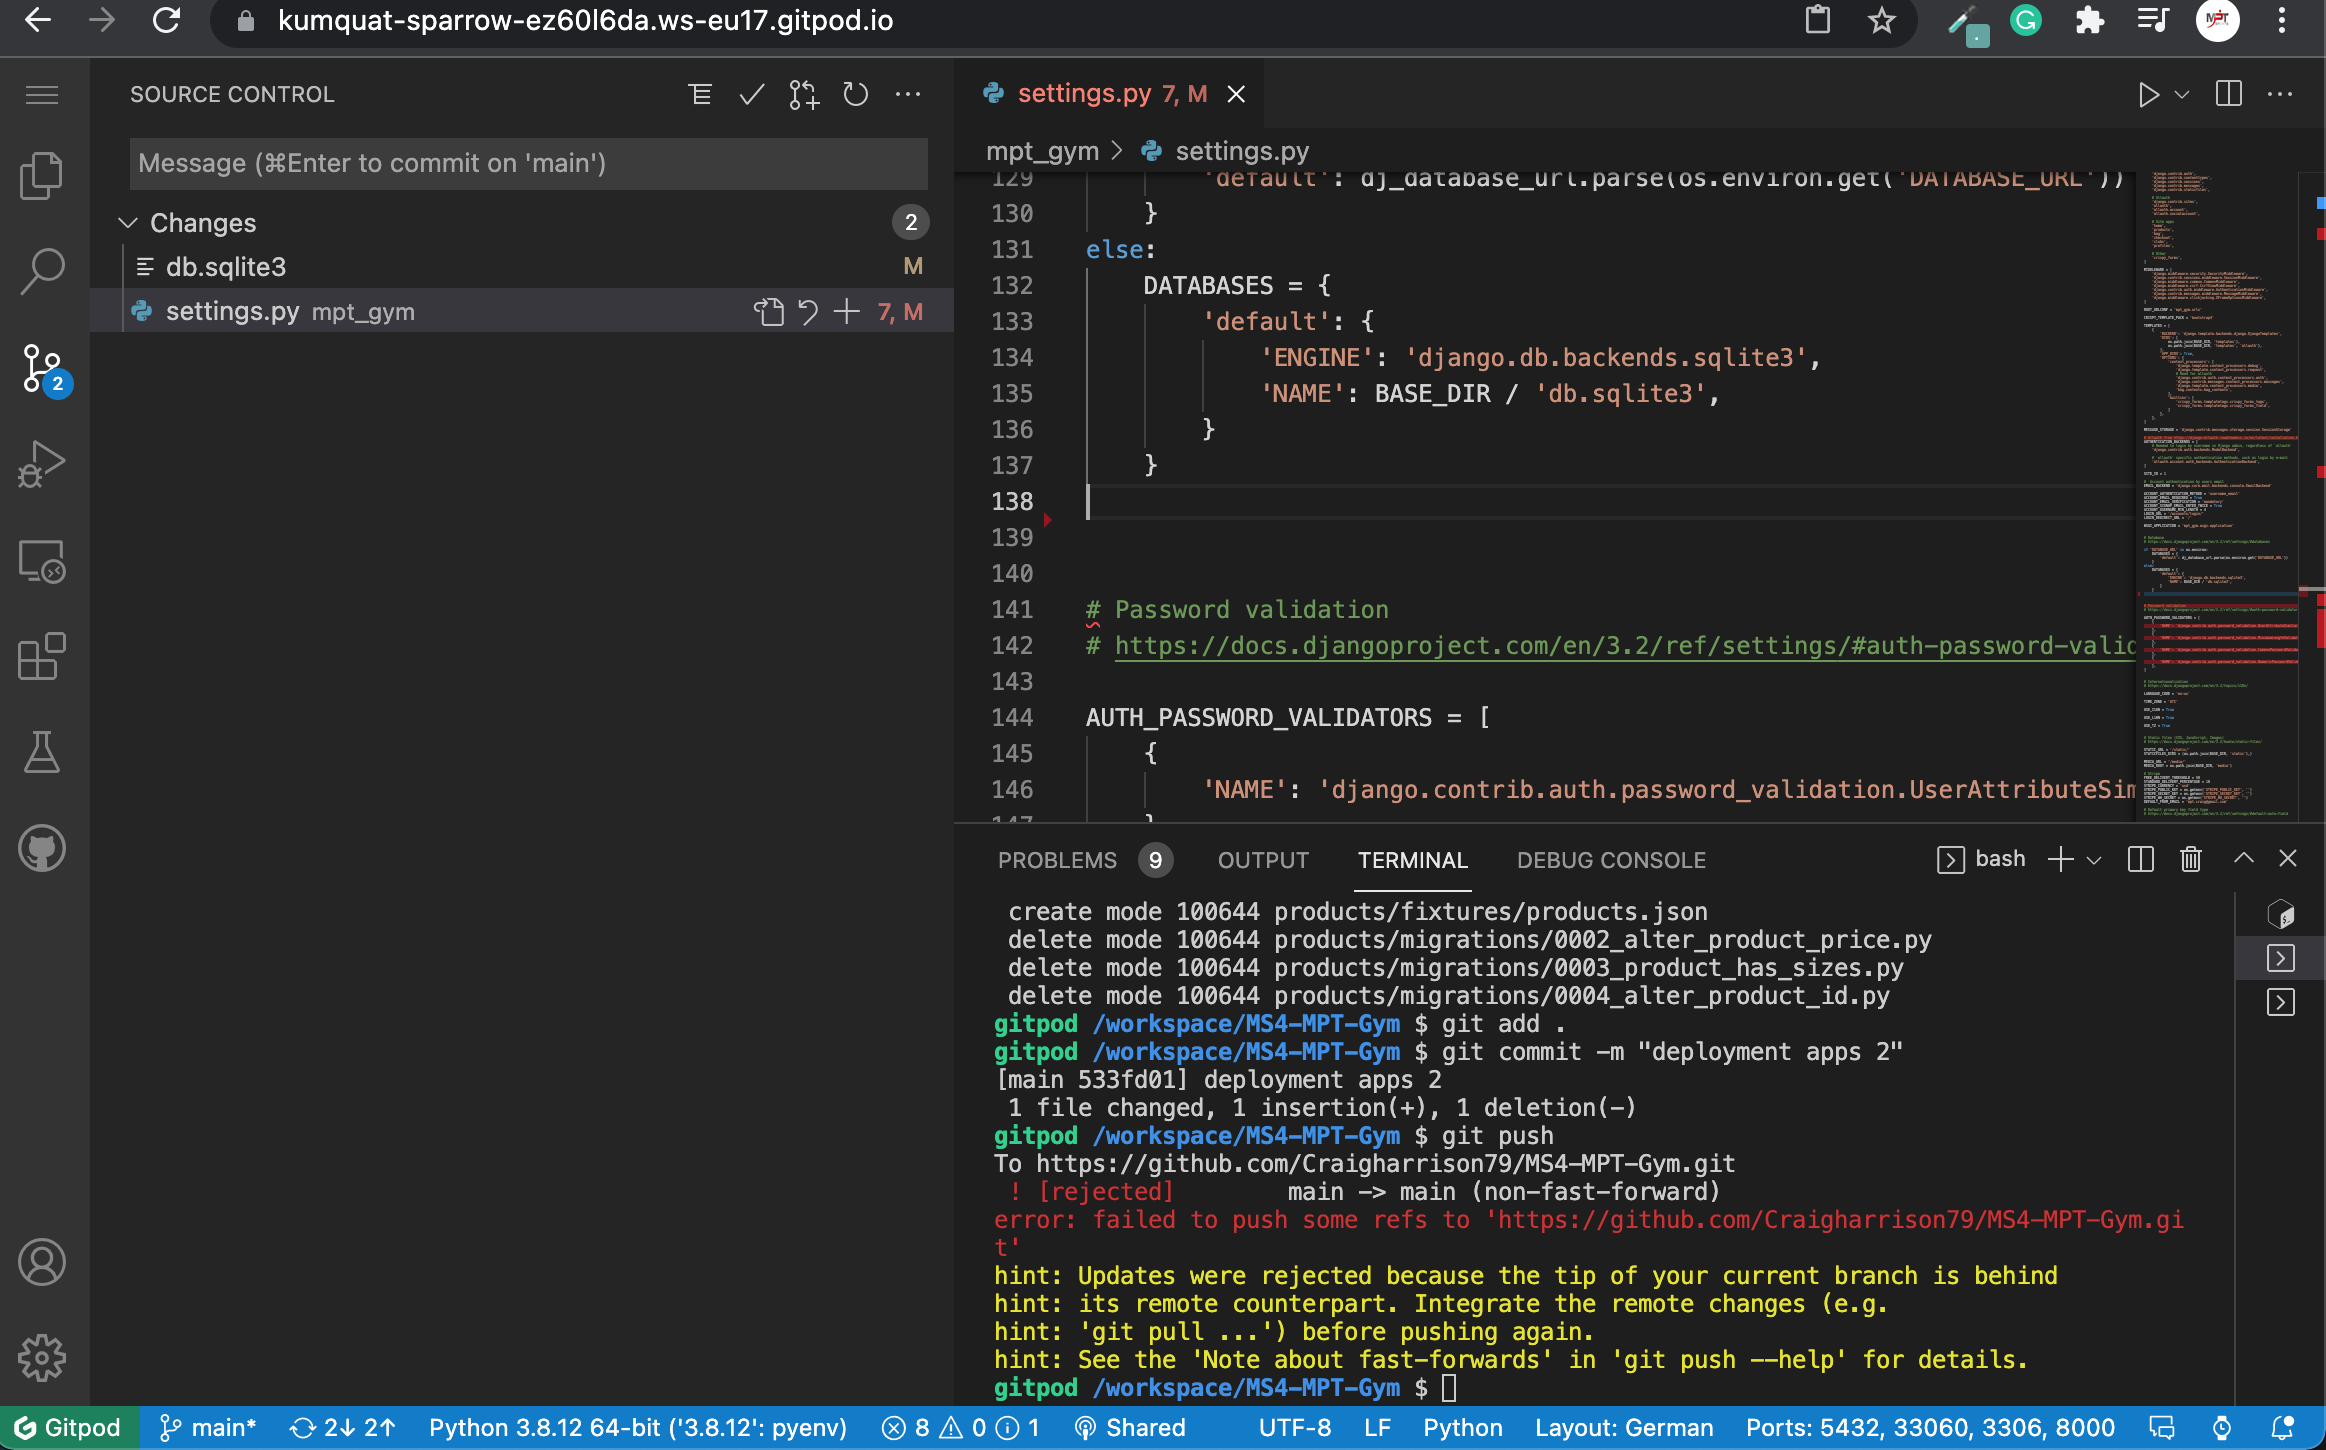 kumquat-sparrow-ez60l6da.ws-eu17.gitpod.io
SOURCE CONTROL
Message (⌘Enter to commit on 'main')
Changes 2
db.sqlite3 M
settings.py mpt_gym 7, M
2
settings.py 7, M
mpt_gym > settings.py
129 'default': dj_database_url.parse(os.environ.get('DATABASE_URL'))
130 }
131 else:
132 DATABASES = {
133 'default': {
134 'ENGINE': 'django.db.backends.sqlite3',
135 'NAME': BASE_DIR / 'db.sqlite3',
136 }
137 }
138
139
140
141 # Password validation
142 # https://docs.djangoproject.com/en/3.2/ref/settings/#auth-password-valid
143
144 AUTH_PASSWORD_VALIDATORS = [
145 {
146 'NAME': 'django.contrib.auth.password_validation.UserAttributeSim
147 }
PROBLEMS 9 OUTPUT TERMINAL DEBUG CONSOLE bash
create mode 100644 products/fixtures/products.json
delete mode 100644 products/migrations/0002_alter_product_price.py
delete mode 100644 products/migrations/0003_product_has_sizes.py
delete mode 100644 products/migrations/0004_alter_product_id.py
gitpod /workspace/MS4-MPT-Gym $ git add .
gitpod /workspace/MS4-MPT-Gym $ git commit -m "deployment apps 2"
[main 533fd01] deployment apps 2
1 file changed, 1 insertion(+), 1 deletion(-)
gitpod /workspace/MS4-MPT-Gym $ git push
To https://github.com/Craigharrison79/MS4-MPT-Gym.git
! [rejected] main -> main (non-fast-forward)
error: failed to push some refs to 'https://github.com/Craigharrison79/MS4-MPT-Gym.gi
t'
hint: Updates were rejected because the tip of your current branch is behind
hint: its remote counterpart. Integrate the remote changes (e.g.
hint: 'git pull ...') before pushing again.
hint: See the 'Note about fast-forwards' in 'git push --help' for details.
gitpod /workspace/MS4-MPT-Gym $
Gitpod main* 2↓ 2↑ Python 3.8.12 64-bit ('3.8.12': pyenv) 8 0 1 Shared UTF-8 LF Python Layout: German Ports: 5432, 33060, 3306, 8000